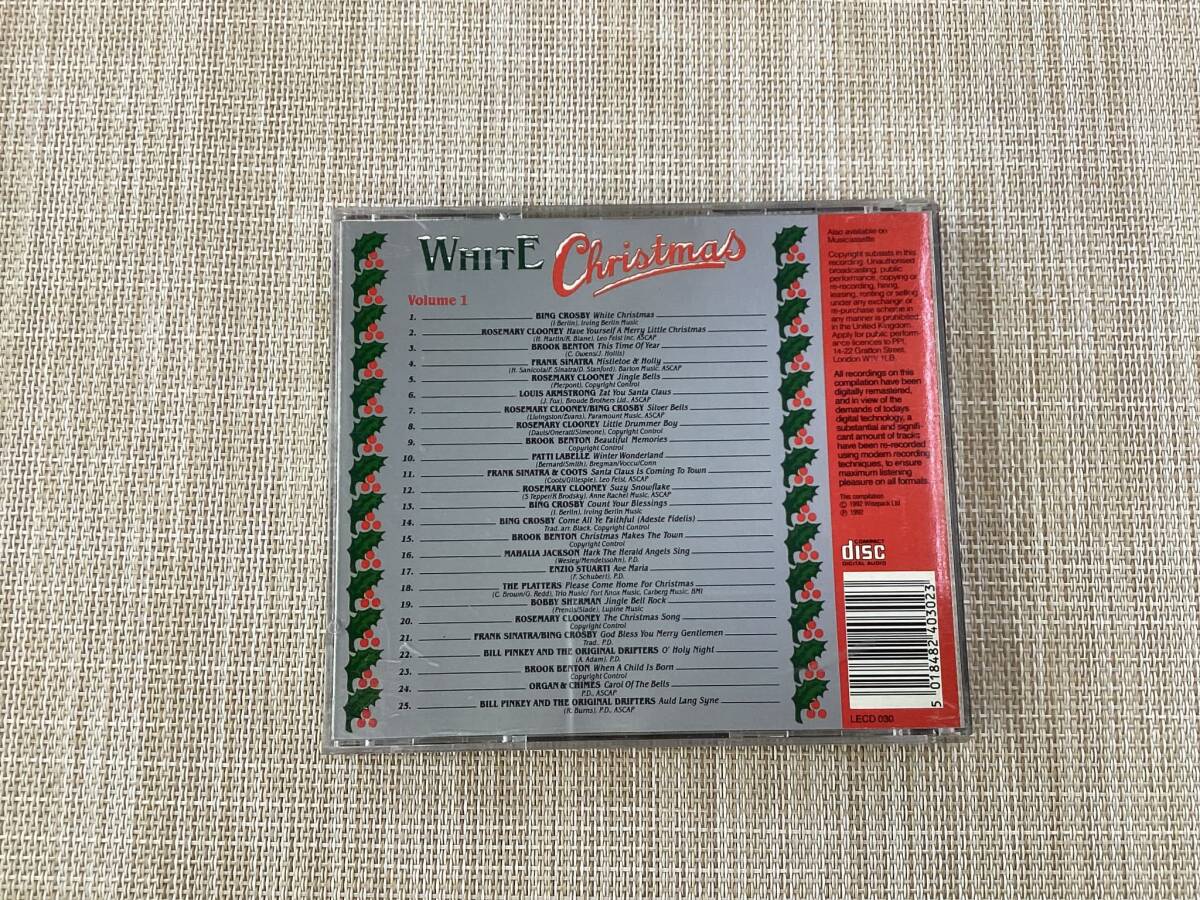 WHITE Christmas
Volume 1
1. BING CROSBY White Christmas
(I Berlin), Irving Berlin Music
2. ROSEMARY CLOONEY Have Yourself A Merry Little Christmas
(H. Martin/R. Blane), Leo Feist Inc, ASCAP
3. BROOK BENTON This Time Of Year
(C. Owens/J. Hollis)
4. FRANK SINATRA Mistletoe & Holly
(H. Sanicola/F. Sinatra/D. Stanford), Barton Music, ASCAP
5. ROSEMARY CLOONEY Jingle Bells
(Pierpont), Copyright Control
6. LOUIS ARMSTRONG Zat You Santa Claus
(J. Fox), Broude Brothers Ltd., ASCAP
7. ROSEMARY CLOONEY/BING CROSBY Silver Bells
(Livingston/Evans), Paramount Music, ASCAP
8. ROSEMARY CLOONEY Little Drummer Boy
(Davis/Oneratt/Simeone), Copyright Control
9. BROOK BENTON Beautiful Memories
Copyright Control
10. PATTI LABELLE Winter Wonderland
(Bernard/Smith), Bregman/Voccu/Conn
11. FRANK SINATRA & COOTS Santa Claus Is Coming To Town
(Coots/Gillespie), Leo Feist, ASCAP
12. ROSEMARY CLOONEY Suzy Snowflake
(S Tepper/R Brodsky), Anne Rachel Music, ASCAP
13. BING CROSBY Count Your Blessings
(I. Berlin), Irving Berlin Music
14. BING CROSBY Come All Ye Faithful (Adeste Fidelis)
Trad. arr. Black, Copyright Control
15. BROOK BENTON Christmas Makes The Town
Copyright Control
16. MAHALIA JACKSON Hark The Herald Angels Sing
(Wesley/Mendelssohn), P.D.
17. ENZIO STUARTI Ave Maria
(F. Schubert), P.D.
18. THE PLATTERS Please Come Home For Christmas
(C. Brown/G. Redd), Trio Music/ Fort Knox Music, Carberg Music, BMI
19. BOBBY SHERMAN Jingle Bell Rock
(Prentis/Slade), Lupine Music
20. ROSEMARY CLOONEY The Christmas Song
Copyright Control
21. FRANK SINATRA/BING CROSBY God Bless You Merry Gentlemen
Trad., P.D.
22. BILL PINKEY AND THE ORIGINAL DRIFTERS O' Holy Night
(A. Adam), P.D.
23. BROOK BENTON When A Child Is Born
Copyright Control
24. ORGAN & CHIMES Carol Of The Bells
P.D., ASCAP
25. BILL PINKEY AND THE ORIGINAL DRIFTERS Auld Lang Syne
(R. Burns), P.D., ASCAP
Also available on
Musicassette
Copyright subsists in this
recording. Unauthorised
broadcasting, public
performance, copying or
re-recording, hiring,
leasing, renting or selling
under any exchange or
re-purchase scheme in
any manner is prohibited
in the United Kingdom.
Apply for public perform-
ance licences to PPL
14-22 Gratton Street,
London 1LB.
All recordings on this
compilation have been
digitally remastered,
and in view of the
demands of todays
digital technology, a
substantial and signifi-
cant amount of tracks
have been re-recorded
using modern recording
techniques, to ensure
maximum listening
pleasure on all formats.
This compilation
© 1992 Wisepack Ltd
℗ 1992
COMPACT
disc
DIGITAL AUDIO
5 018482 403023
LECD 030